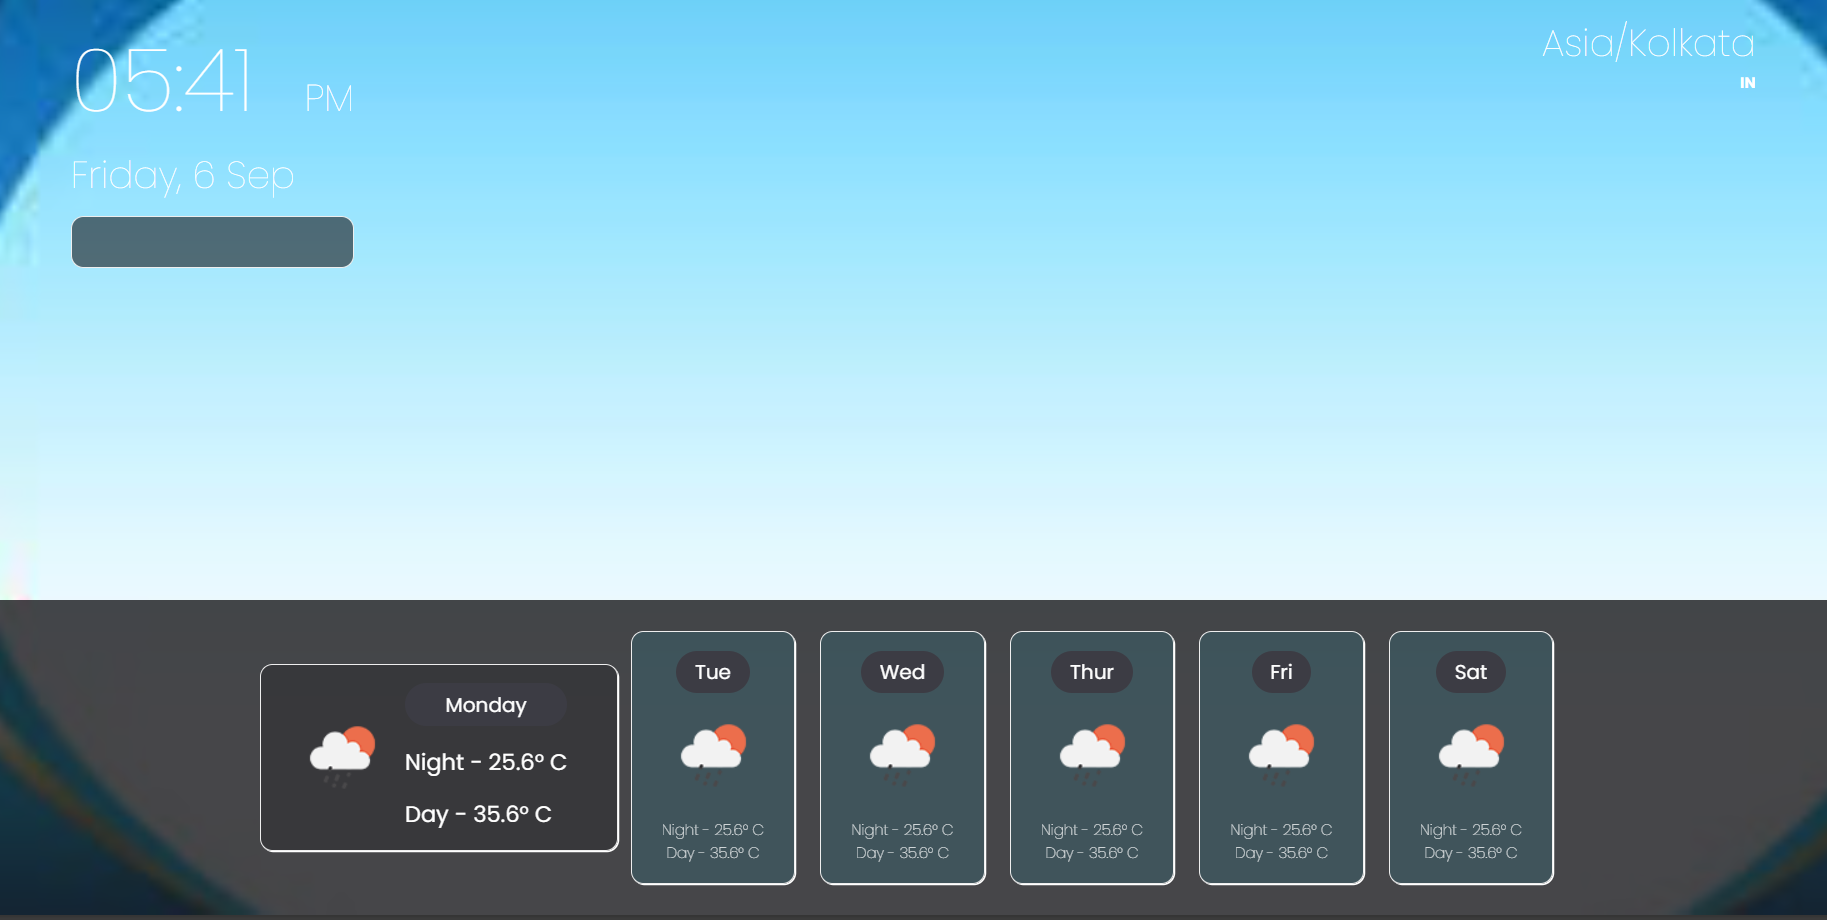 05:41 PM
Friday, 6 Sep
Asia/Kolkata
IN
Monday
Night - 25.6° C
Day - 35.6° C
Tue
Night - 25.6° C
Day - 35.6° C
Wed
Night - 25.6° C
Day - 35.6° C
Thur
Night - 25.6° C
Day - 35.6° C
Fri
Night - 25.6° C
Day - 35.6° C
Sat
Night - 25.6° C
Day - 35.6° C